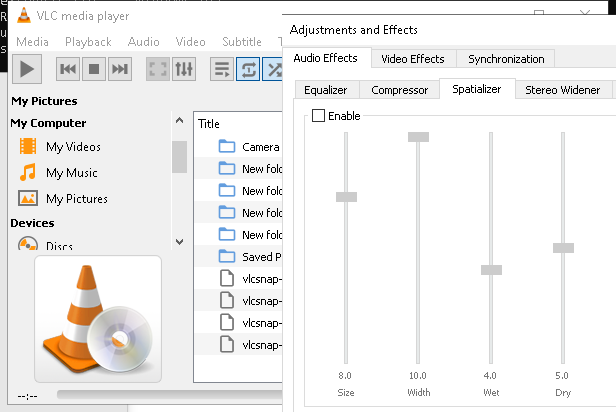 VLC media player
Media Playback Audio Video Subtitle T
My Pictures
My Computer
My Videos
My Music
My Pictures
Devices
Discs
Title
Camera
New fold
New fold
New fold
New fold
Saved P
vlcsnap-
vlcsnap-
vlcsnap-
vlcsnap-
--:--
Adjustments and Effects
Audio Effects Video Effects Synchronization
Equalizer Compressor Spatializer Stereo Widener
Enable
8.0 10.0 4.0 5.0
Size Width Wet Dry